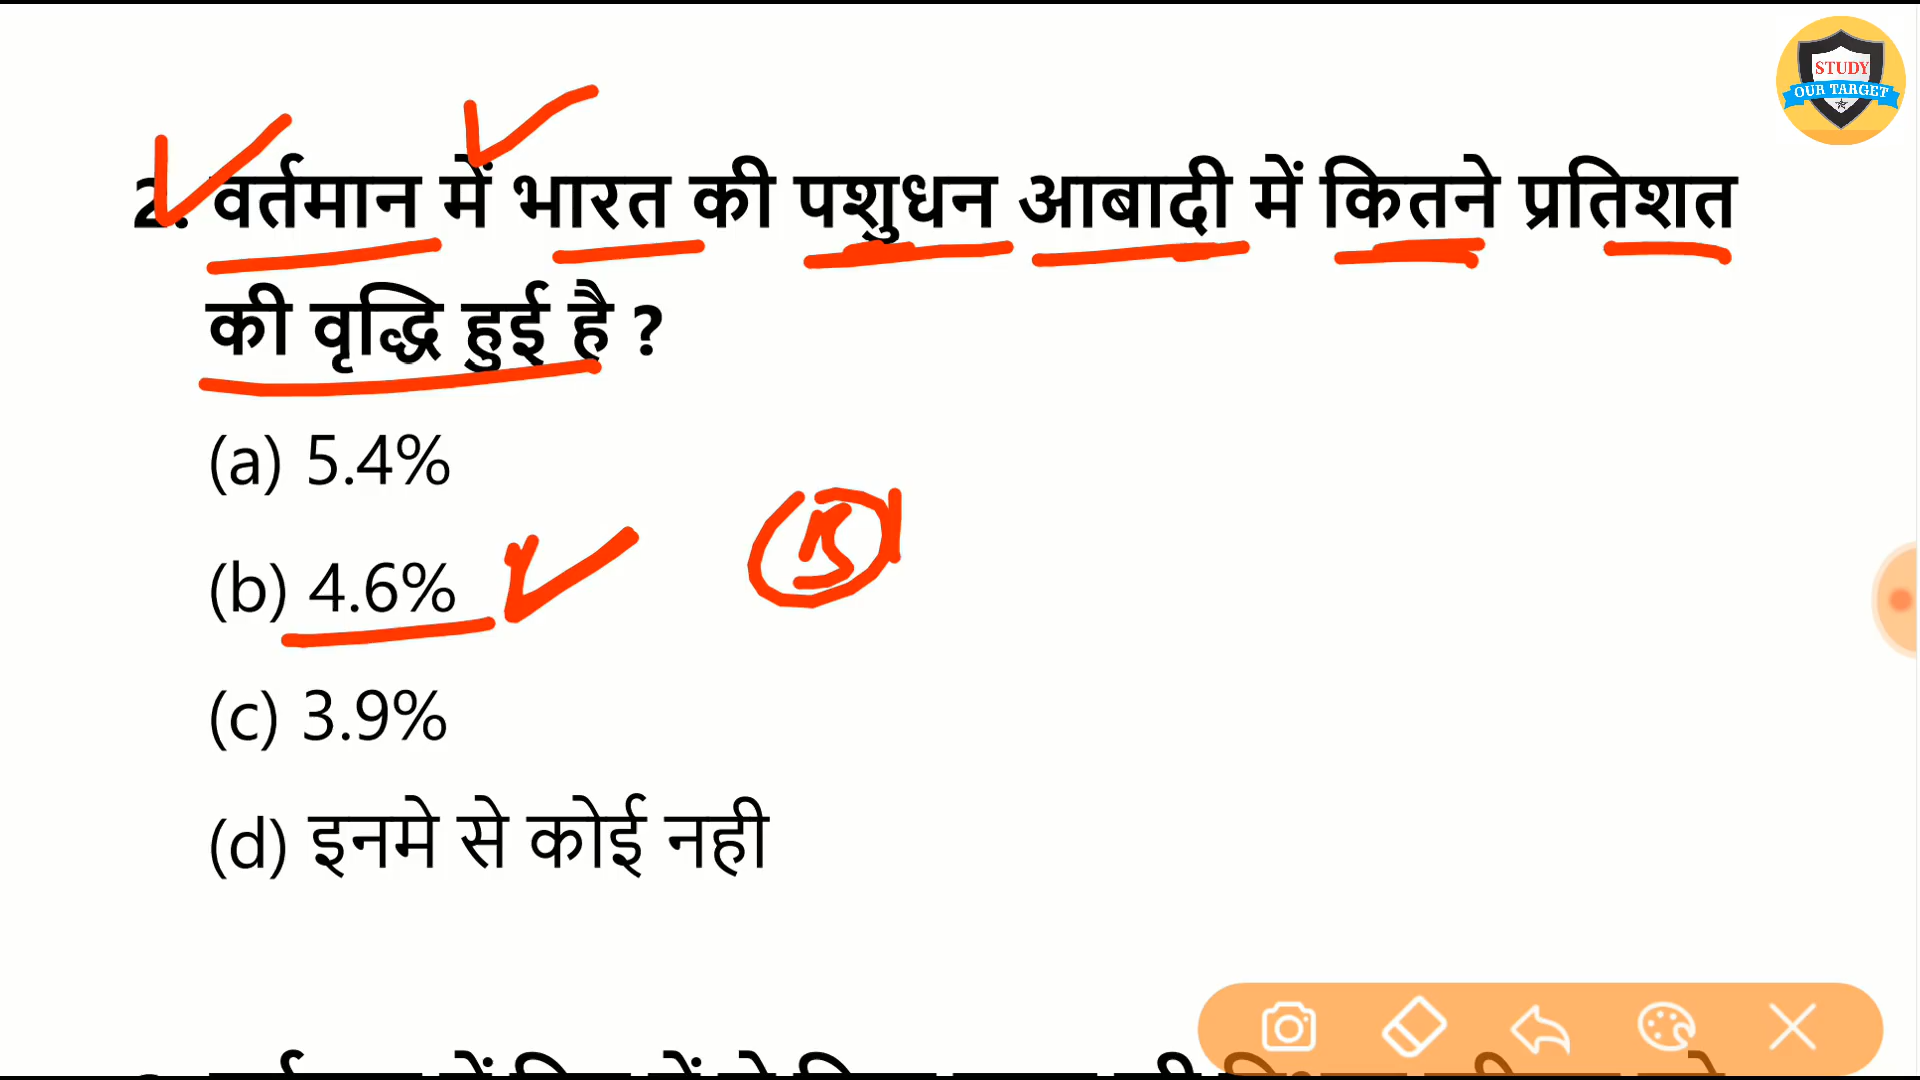 STUDY
OUR TARGET
2. वर्तमान में भारत की पशुधन आबादी में कितने प्रतिशत
की वृद्धि हुई है ?
(a) 5.4%
(b) 4.6%
B
(c) 3.9%
(d) इनमे से कोई नही